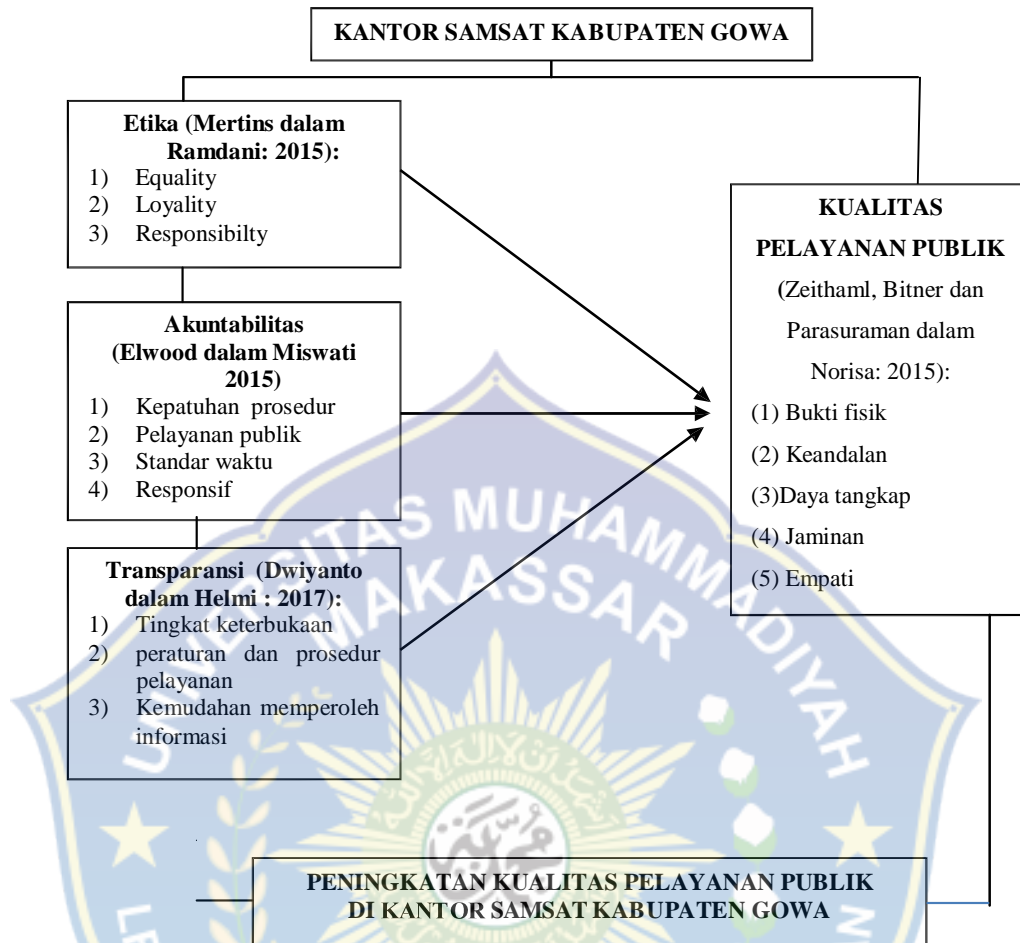 KANTOR SAMSAT KABUPATEN GOWA
Etika (Mertins dalam
Ramdani: 2015):
1) Equality
2) Loyality
3) Responsibilty
Akuntabilitas
(Elwood dalam Miswati
2015)
1) Kepatuhan prosedur
2) Pelayanan publik
3) Standar waktu
4) Responsif
Transparansi (Dwiyanto
dalam Helmi : 2017):
1) Tingkat keterbukaan
2) peraturan dan prosedur
pelayanan
3) Kemudahan memperoleh
informasi
KUALITAS
PELAYANAN PUBLIK
(Zeithaml, Bitner dan
Parasuraman dalam
Norisa: 2015):
(1) Bukti fisik
(2) Keandalan
(3)Daya tangkap
(4) Jaminan
(5) Empati
UNIVERSITAS MUHAMMADIYAH
MAKASSAR
PENINGKATAN KUALITAS PELAYANAN PUBLIK
DI KANTOR SAMSAT KABUPATEN GOWA